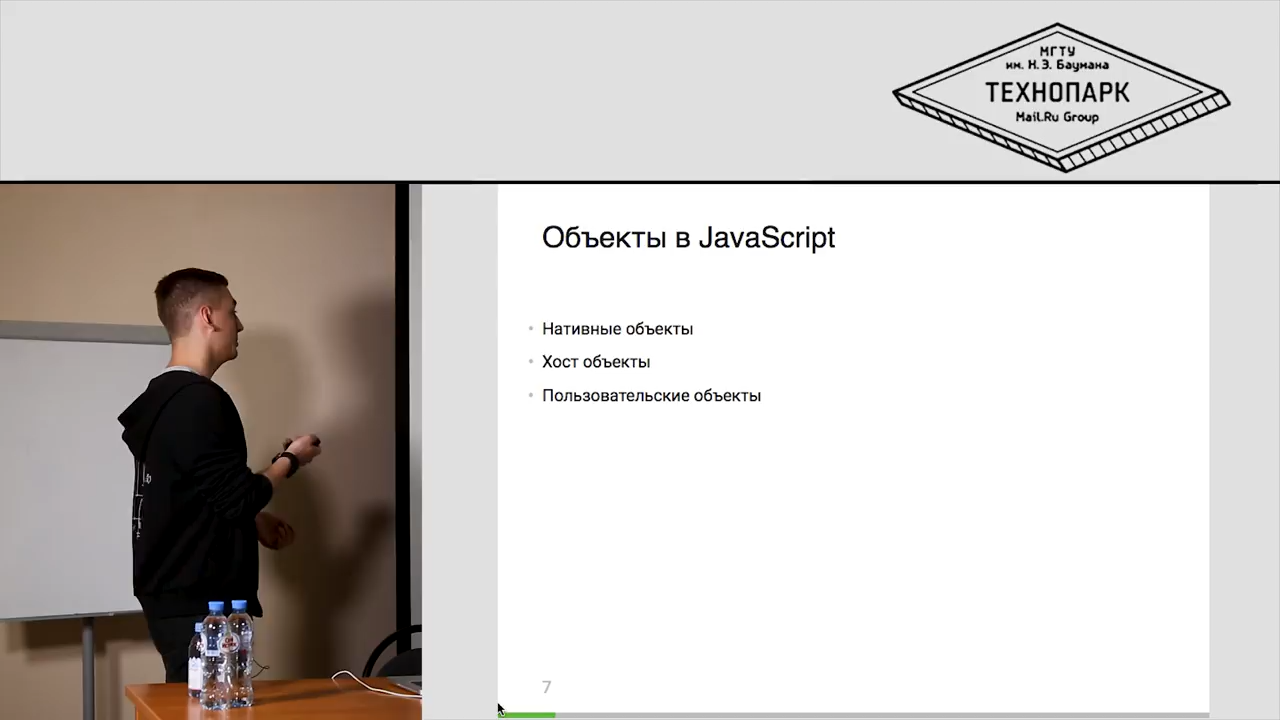 МГТУ
им. Н.Э. Баумана
ТЕХНОПАРК
Mail.Ru Group
Объекты в JavaScript
Нативные объекты
Хост объекты
Пользовательские объекты
7